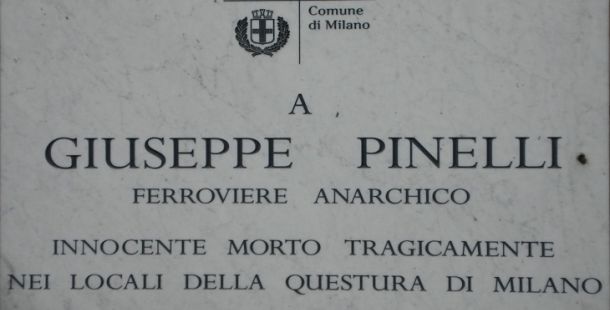 Comune
di Milano
A
GIUSEPPE PINELLI
FERROVIERE ANARCHICO
INNOCENTE MORTO TRAGICAMENTE
NEI LOCALI DELLA QUESTURA DI MILANO